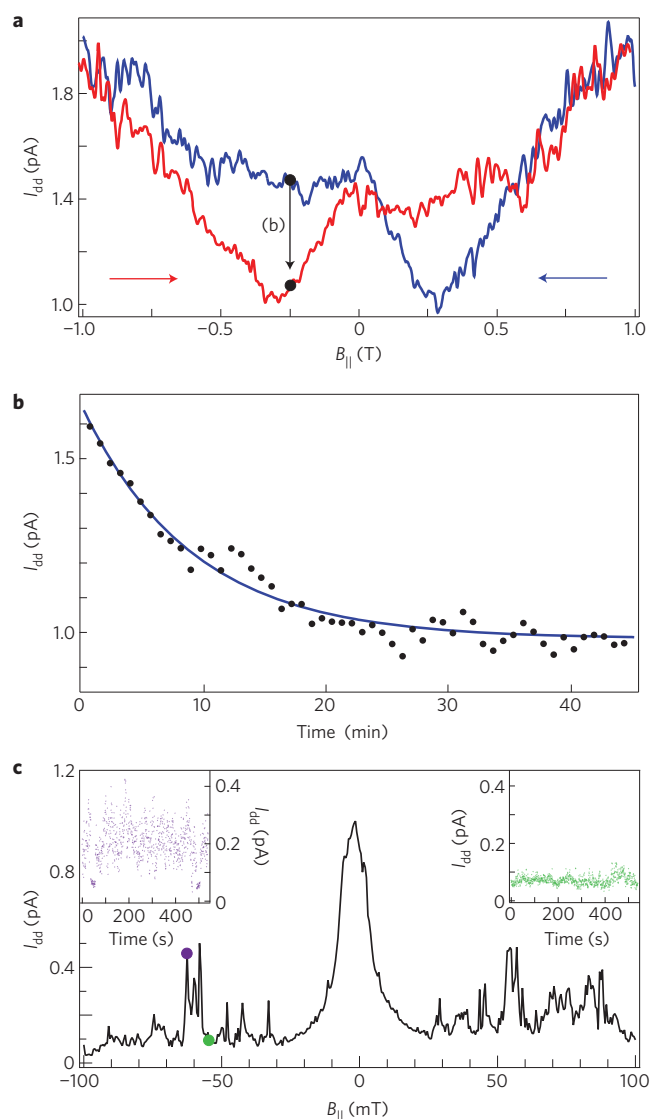 a
1.8
1.4
1.0
I_dd (pA)
(b)
−1.0
−0.5
0
0.5
1.0
B_|| (T)
b
1.5
1.0
I_dd (pA)
0
10
20
30
40
Time (min)
c
1.2
0.8
0.4
0
I_dd (pA)
0.4
0.2
0
I_dd (pA)
0 200 400
Time (s)
0.4
0.2
0
I_dd (pA)
0 200 400
Time (s)
−100
−50
0
50
100
B_|| (mT)